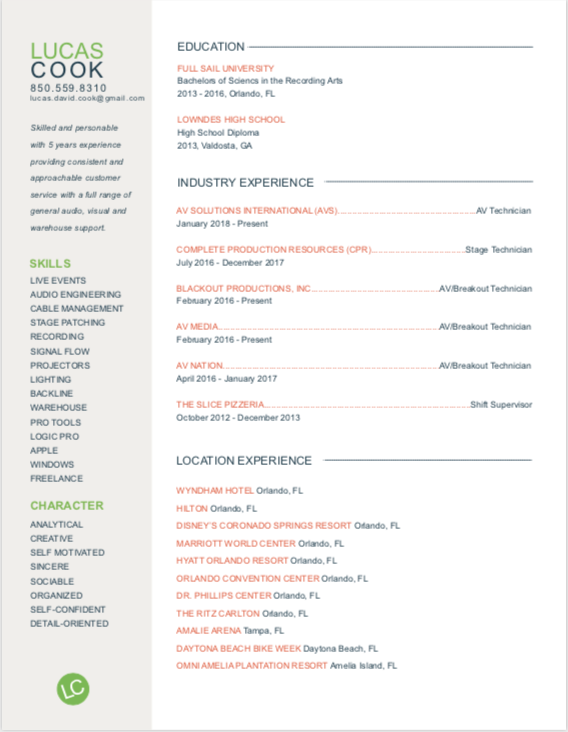 LUCAS
COOK
850.559.8310
lucas.david.cook@gmail.com
Skilled and personable
with 5 years experience
providing consistent and
approachable customer
service with a full range of
general audio, visual and
warehouse support.
SKILLS
LIVE EVENTS
AUDIO ENGINEERING
CABLE MANAGEMENT
STAGE PATCHING
RECORDING
SIGNAL FLOW
PROJECTORS
LIGHTING
BACKLINE
WAREHOUSE
PRO TOOLS
LOGIC PRO
APPLE
WINDOWS
FREELANCE
CHARACTER
ANALYTICAL
CREATIVE
SELF MOTIVATED
SINCERE
SOCIABLE
ORGANIZED
SELF-CONFIDENT
DETAIL-ORIENTED
LC
EDUCATION
FULL SAIL UNIVERSITY
Bachelors of Sciencs in the Recording Arts
2013 - 2016, Orlando, FL
LOWNDES HIGH SCHOOL
High School Diploma
2013, Valdosta, GA
INDUSTRY EXPERIENCE
AV SOLUTIONS INTERNATIONAL (AVS)..........AV Technician
January 2018 - Present
COMPLETE PRODUCTION RESOURCES (CPR)..........Stage Technician
July 2016 - December 2017
BLACKOUT PRODUCTIONS, INC..........AV/Breakout Technician
February 2016 - Present
AV MEDIA..........AV/Breakout Technician
February 2016 - Present
AV NATION..........AV/Breakout Technician
April 2016 - January 2017
THE SLICE PIZZERIA..........Shift Supervisor
October 2012 - December 2013
LOCATION EXPERIENCE
WYNDHAM HOTEL Orlando, FL
HILTON Orlando, FL
DISNEY'S CORONADO SPRINGS RESORT Orlando, FL
MARRIOTT WORLD CENTER Orlando, FL
HYATT ORLANDO RESORT Orlando, FL
ORLANDO CONVENTION CENTER Orlando, FL
DR. PHILLIPS CENTER Orlando, FL
THE RITZ CARLTON Orlando, FL
AMALIE ARENA Tampa, FL
DAYTONA BEACH BIKE WEEK Daytona Beach, FL
OMNI AMELIA PLANTATION RESORT Amelia Island, FL